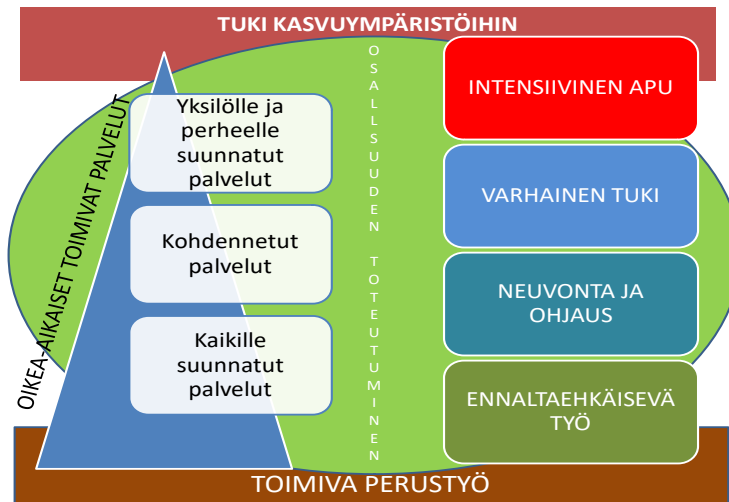 TUKI KASVUYMPÄRISTÖIHIN
OIKEA-AIKAISET TOIMIVAT PALVELUT
Yksilölle ja
perheelle
suunnatut
palvelut
Kohdennetut
palvelut
Kaikille
suunnatut
palvelut
OSALLSUUDEN TOTEUTUMINEN
INTENSIIVINEN APU
VARHAINEN TUKI
NEUVONTA JA
OHJAUS
ENNALTAEHKÄISEVÄ
TYÖ
TOIMIVA PERUSTYÖ